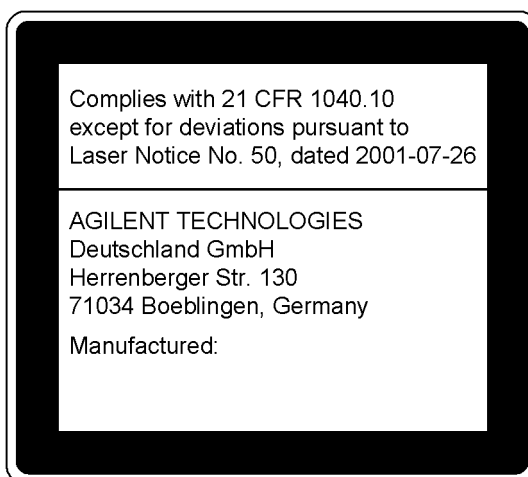 Complies with 21 CFR 1040.10
except for deviations pursuant to
Laser Notice No. 50, dated 2001-07-26
AGILENT TECHNOLOGIES
Deutschland GmbH
Herrenberger Str. 130
71034 Boeblingen, Germany
Manufactured: